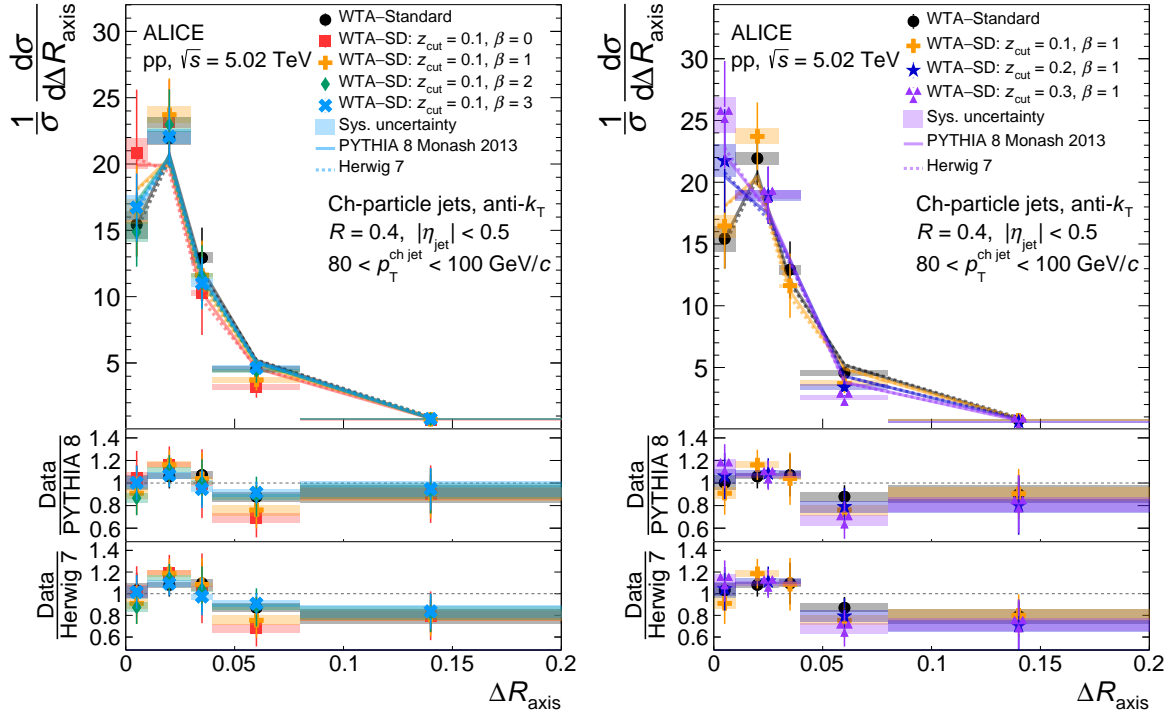 1/σ dσ/dΔR_axis
30
25
20
15
10
5
ALICE
pp, √s = 5.02 TeV
WTA–Standard
WTA–SD: z_cut = 0.1, β = 0
WTA–SD: z_cut = 0.1, β = 1
WTA–SD: z_cut = 0.1, β = 2
WTA–SD: z_cut = 0.1, β = 3
Sys. uncertainty
PYTHIA 8 Monash 2013
Herwig 7
Ch-particle jets, anti-k_T
R = 0.4, |η_jet| < 0.5
80 < p_T^ch jet < 100 GeV/c
Data
PYTHIA 8
1.4
1.2
1
0.8
0.6
Data
Herwig 7
1.4
1.2
1
0.8
0.6
0 0.05 0.1 0.15 0.2
ΔR_axis
1/σ dσ/dΔR_axis
30
25
20
15
10
5
ALICE
pp, √s = 5.02 TeV
WTA–Standard
WTA–SD: z_cut = 0.1, β = 1
WTA–SD: z_cut = 0.2, β = 1
WTA–SD: z_cut = 0.3, β = 1
Sys. uncertainty
PYTHIA 8 Monash 2013
Herwig 7
Ch-particle jets, anti-k_T
R = 0.4, |η_jet| < 0.5
80 < p_T^ch jet < 100 GeV/c
Data
PYTHIA 8
1.4
1.2
1
0.8
0.6
Data
Herwig 7
1.4
1.2
1
0.8
0.6
0 0.05 0.1 0.15 0.2
ΔR_axis